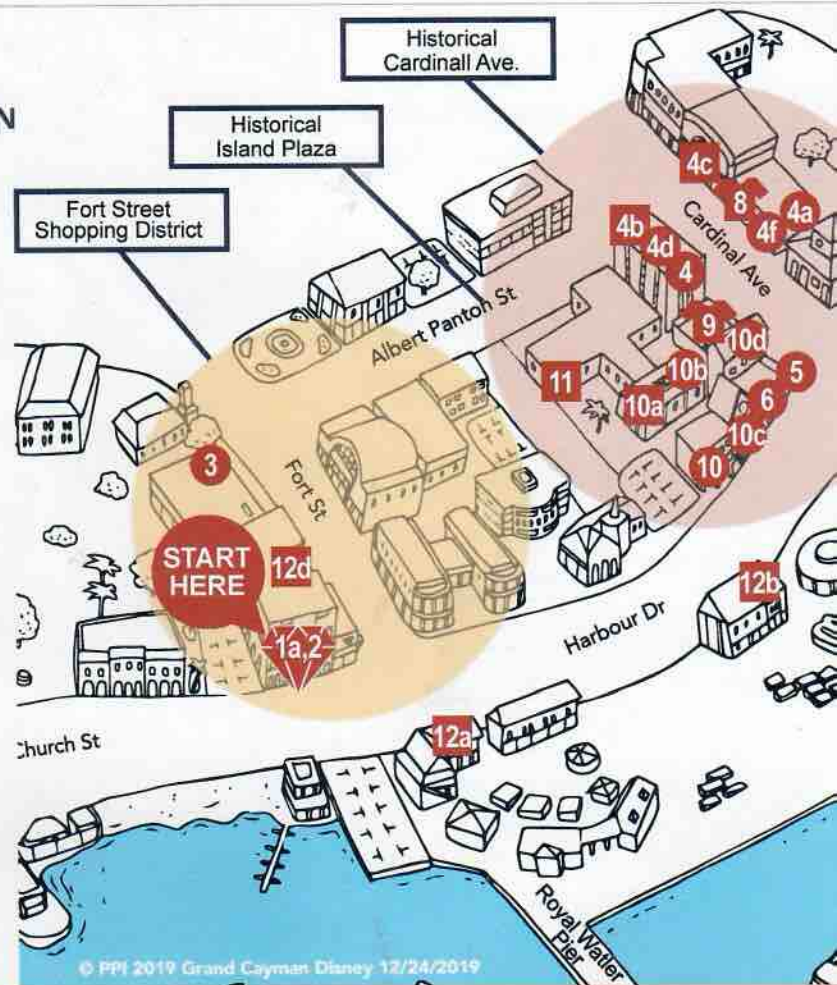 Historical
Cardinall Ave.
N
Historical
Island Plaza
Fort Street
Shopping District
4c
8
4a
4f
Cardinal Ave
4b
4d
4
9
10d
5
Albert Panton St
11
10b
6
10a
10c
10
3
Fort St
START
HERE
12d
1a,2
12b
Harbour Dr
Church St
12a
Royal Watler
Pier
© PPI 2019 Grand Cayman Disney 12/24/2019